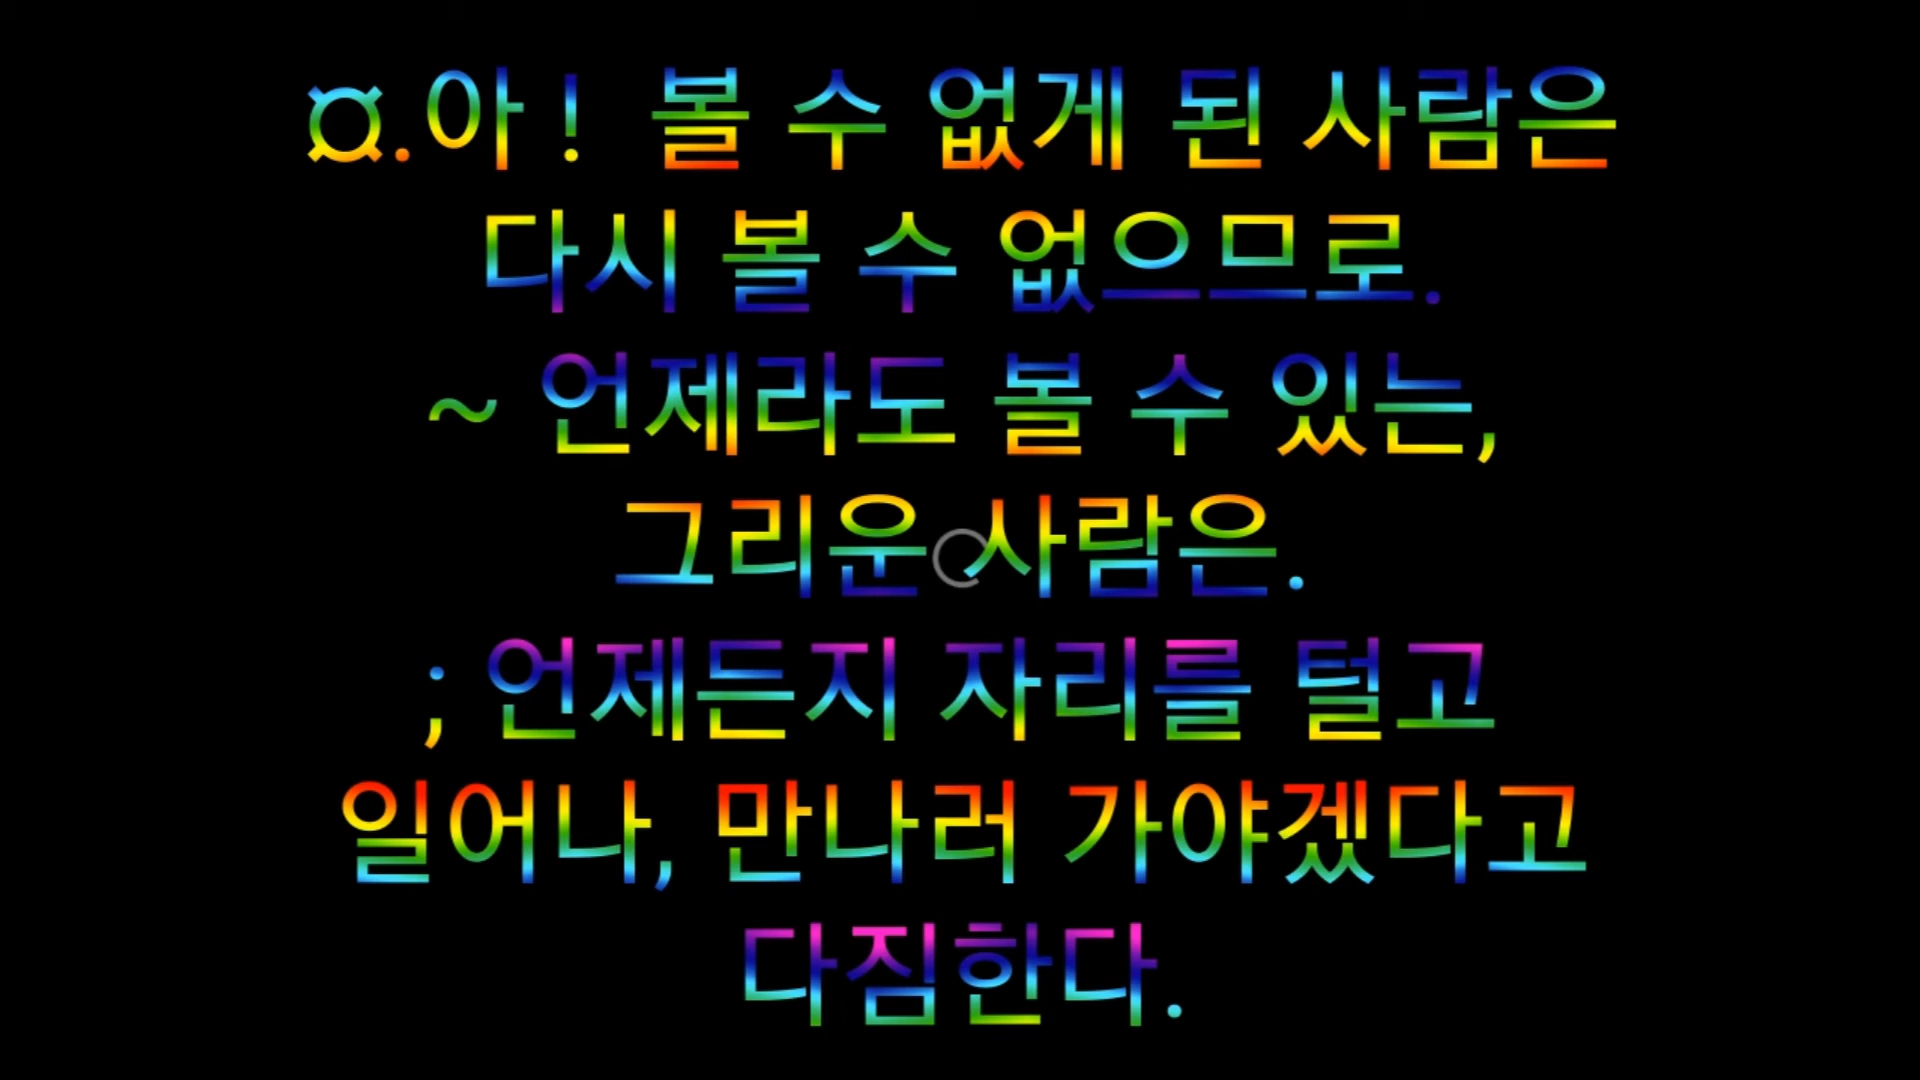 ¤.아 !  볼 수 없게 된 사람은
다시 볼 수 없으므로.
~ 언제라도 볼 수 있는,
그리운 사람은.
; 언제든지 자리를 털고
일어나, 만나러 가야겠다고
다짐한다.